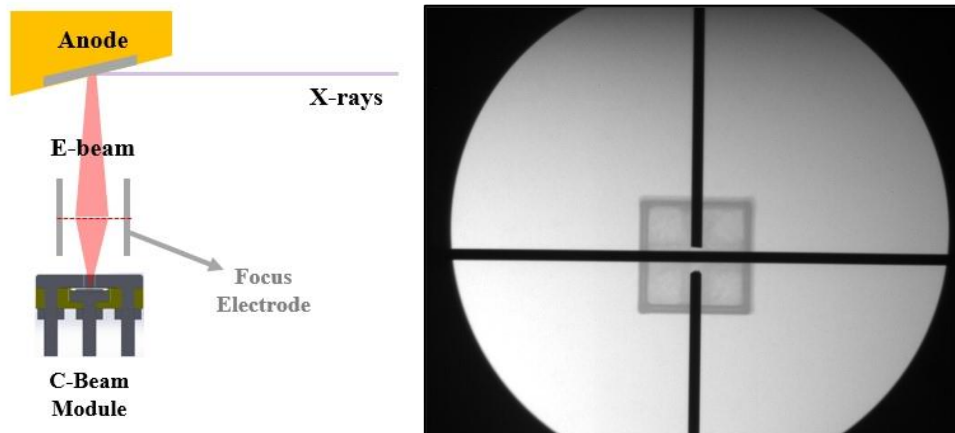 Anode
X-rays
E-beam
Focus
Electrode
C-Beam
Module